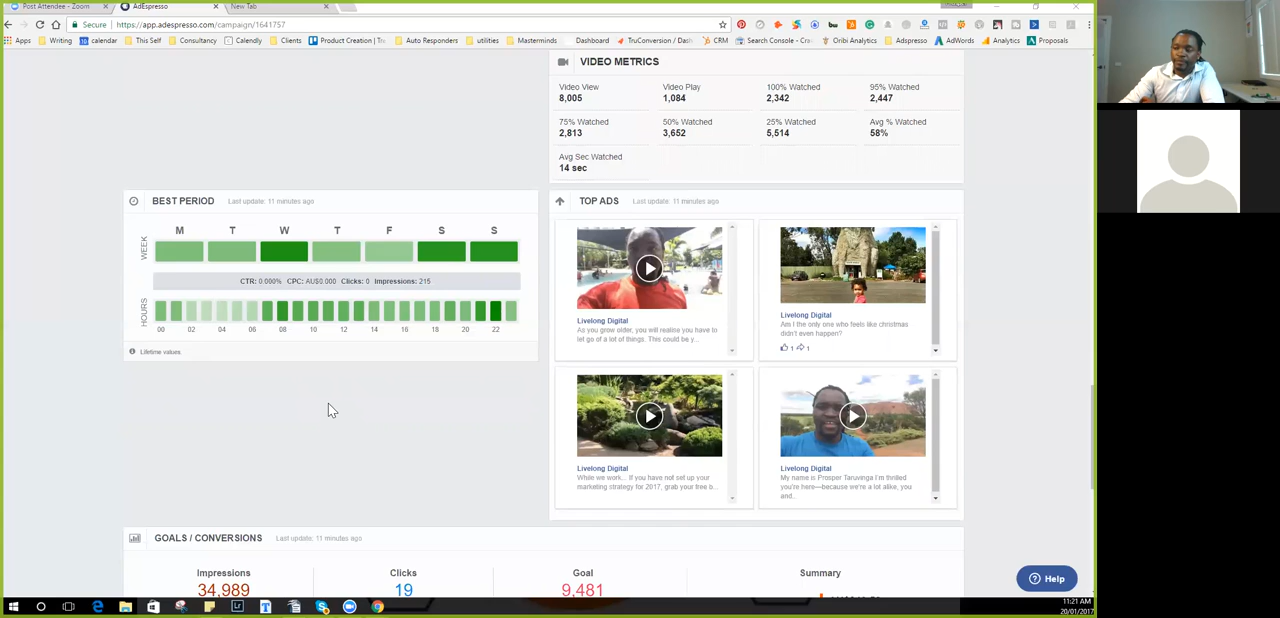 Post Attendee - Zoom
AdEspresso
New Tab
Secure
https://app.adespresso.com/campaign/1641757
Apps
Writing
calendar
This Self
Consultancy
Calendly
Clients
Product Creation | Tr
Auto Responders
utilities
Masterminds
Dashboard
TruConversion / Dash
CRM
Search Console - Cra
Oribi Analytics
Adspresso
AdWords
Analytics
Proposals
VIDEO METRICS
Video View
Video Play
100% Watched
95% Watched
8,005
1,084
2,342
2,447
75% Watched
50% Watched
25% Watched
Avg % Watched
2,813
3,652
5,514
58%
Avg Sec Watched
14 sec
BEST PERIOD
Last update: 11 minutes ago
M T W T F S S
WEEK
CTR: 0.000% CPC: AU$0.000 Clicks: 0 Impressions: 215
HOURS
00 02 04 06 08 10 12 14 16 18 20 22
Lifetime values
TOP ADS
Last update: 11 minutes ago
Livelong Digital
As you grow older, you will realise you have to
let go of a lot of things. This could be y...
Livelong Digital
Am I the only one who feels like christmas
didn't even happen?
1 1
Livelong Digital
While we work... If you have not set up your
marketing strategy for 2017, grab your free b...
Livelong Digital
My name is Prosper Taruvinga I'm thrilled
you're here—because we're a lot alike, you
and..
GOALS / CONVERSIONS
Last update: 11 minutes ago
Impressions
Clicks
Goal
Summary
34,989
19
9,481
Help
11:21 AM
20/01/2017